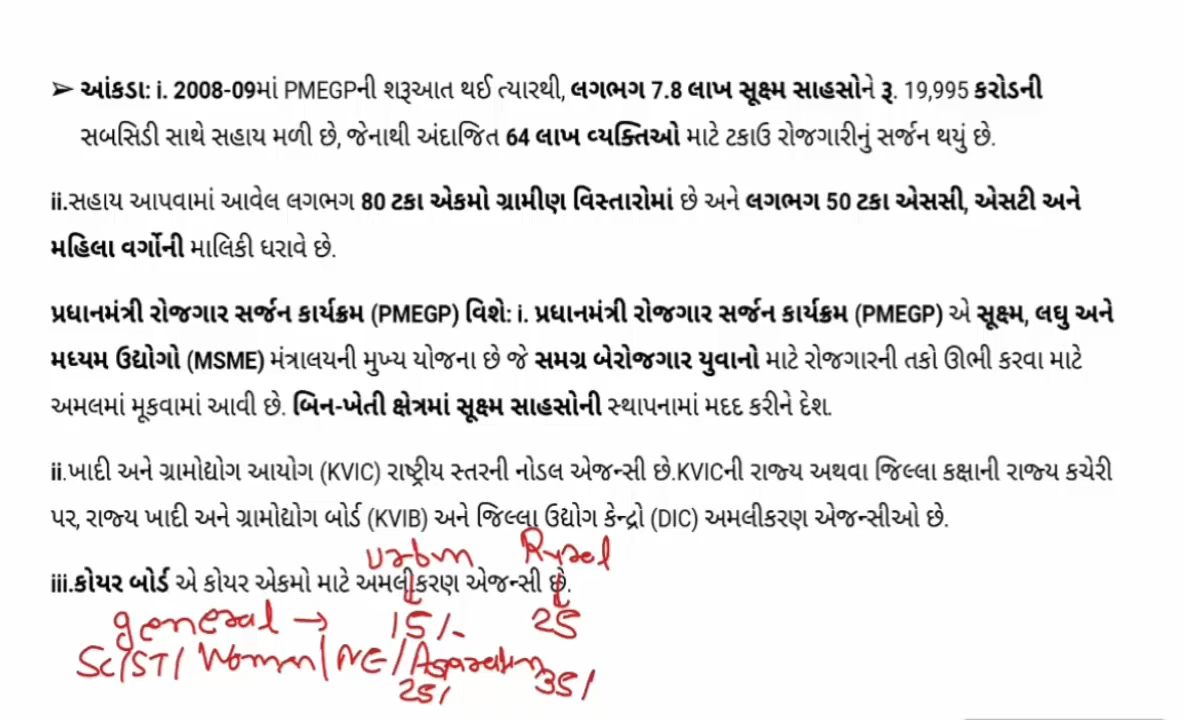 ➢ આંકડા: i. 2008-09માં PMEGPની શરૂઆત થઈ ત્યારથી, લગભગ 7.8 લાખ સૂક્ષ્મ સાહસોને રૂ. 19,995 કરોડની
સબસિડી સાથે સહાય મળી છે, જેનાથી અંદાજિત 64 લાખ વ્યક્તિઓ માટે ટકાઉ રોજગારીનું સર્જન થયું છે.
ii.સહાય આપવામાં આવેલ લગભગ 80 ટકા એકમો ગ્રામીણ વિસ્તારોમાં છે અને લગભગ 50 ટકા એસસી, એસટી અને
મહિલા વર્ગોની માલિકી ધરાવે છે.
પ્રધાનમંત્રી રોજગાર સર્જન કાર્યક્રમ (PMEGP) વિશે: i. પ્રધાનમંત્રી રોજગાર સર્જન કાર્યક્રમ (PMEGP) એ સૂક્ષ્મ, લઘુ અને
મધ્યમ ઉદ્યોગો (MSME) મંત્રાલયની મુખ્ય યોજના છે જે સમગ્ર બેરોજગાર યુવાનો માટે રોજગારની તકો ઊભી કરવા માટે
અમલમાં મૂકવામાં આવી છે. બિન-ખેતી ક્ષેત્રમાં સૂક્ષ્મ સાહસોની સ્થાપનામાં મદદ કરીને દેશ.
ii.ખાદી અને ગ્રામોદ્યોગ આયોગ (KVIC) રાષ્ટ્રીય સ્તરની નોડલ એજન્સી છે.KVICની રાજ્ય અથવા જિલ્લા કક્ષાની રાજ્ય કચેરી
પર, રાજ્ય ખાદી અને ગ્રામોદ્યોગ બોર્ડ (KVIB) અને જિલ્લા ઉદ્યોગ કેન્દ્રો (DIC) અમલીકરણ એજન્સીઓ છે.
Urban Rural
iii.કોયર બોર્ડ એ કોયર એકમો માટે અમલીકરણ એજન્સી છે.
general → 15/. 25
SC/ST/ Women/NE/
25/ 35/